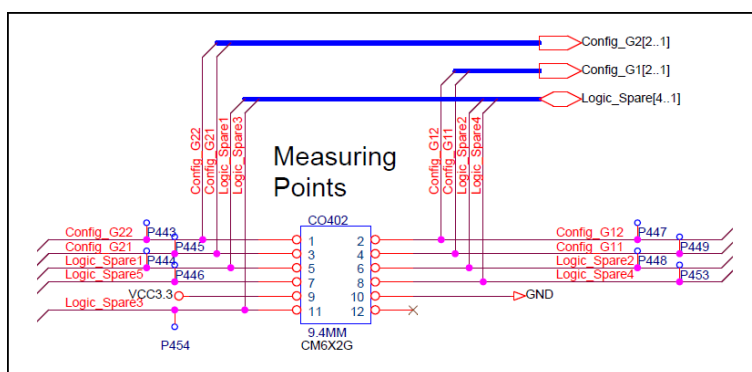 Config_G2[2..1]
Config_G1[2..1]
Logic_Spare[4..1]
Config_G22
Config_G21
Logic_Spare1
Logic_Spare3
Config_G12
Config_G11
Logic_Spare2
Logic_Spare4
Measuring
Points
CO402
Config_G22 P443 1 2 Config_G12 P447
Config_G21 P445 3 4 Config_G11 P449
Logic_Spare1 P444 5 6 Logic_Spare2 P448
Logic_Spare5 P446 7 8 Logic_Spare4 P453
VCC3.3 9 10 GND
Logic_Spare3 11 12
P454
9.4MM
CM6X2G